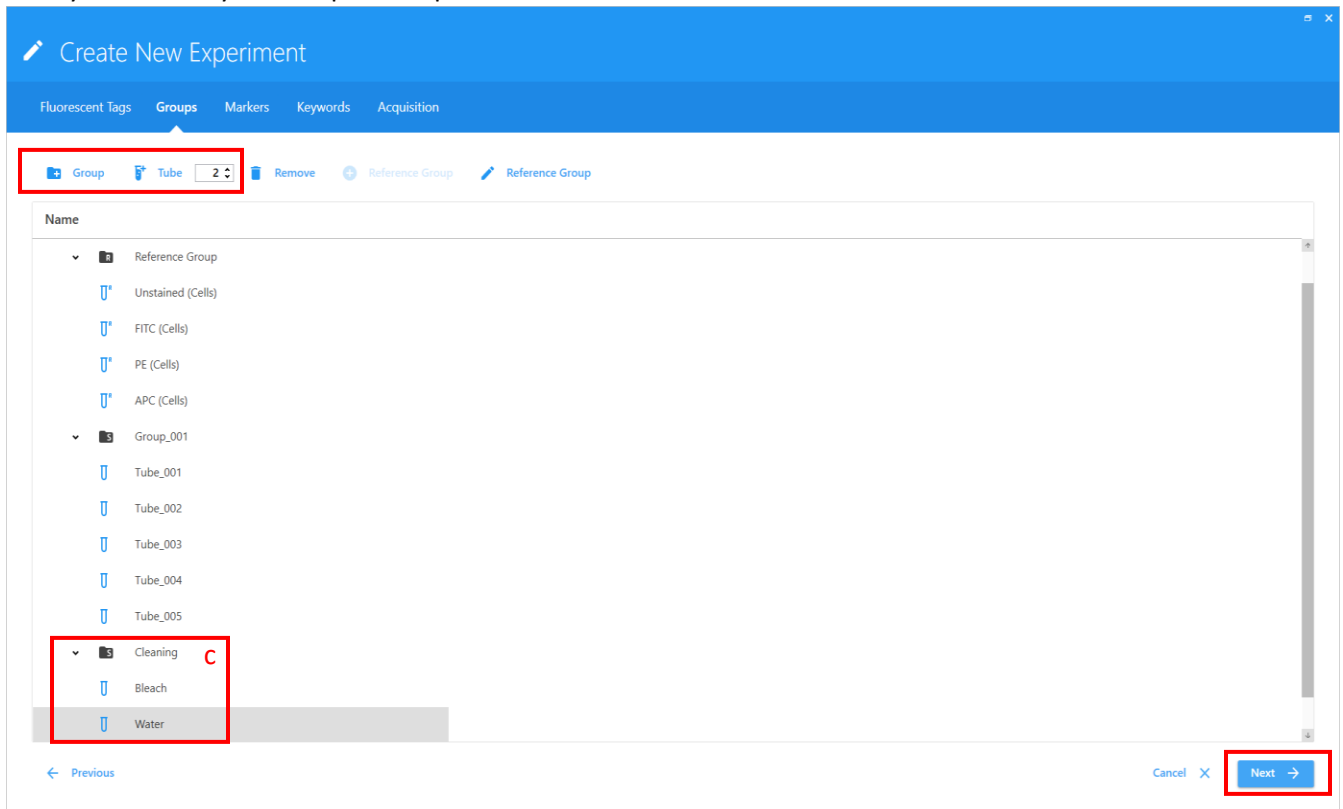 Create New Experiment
Fluorescent Tags Groups Markers Keywords Acquisition
Group Tube 2 Remove Reference Group Reference Group
Name
R Reference Group
Unstained (Cells)
FITC (Cells)
PE (Cells)
APC (Cells)
S Group_001
Tube_001
Tube_002
Tube_003
Tube_004
Tube_005
S Cleaning C
Bleach
Water
Previous Cancel Next